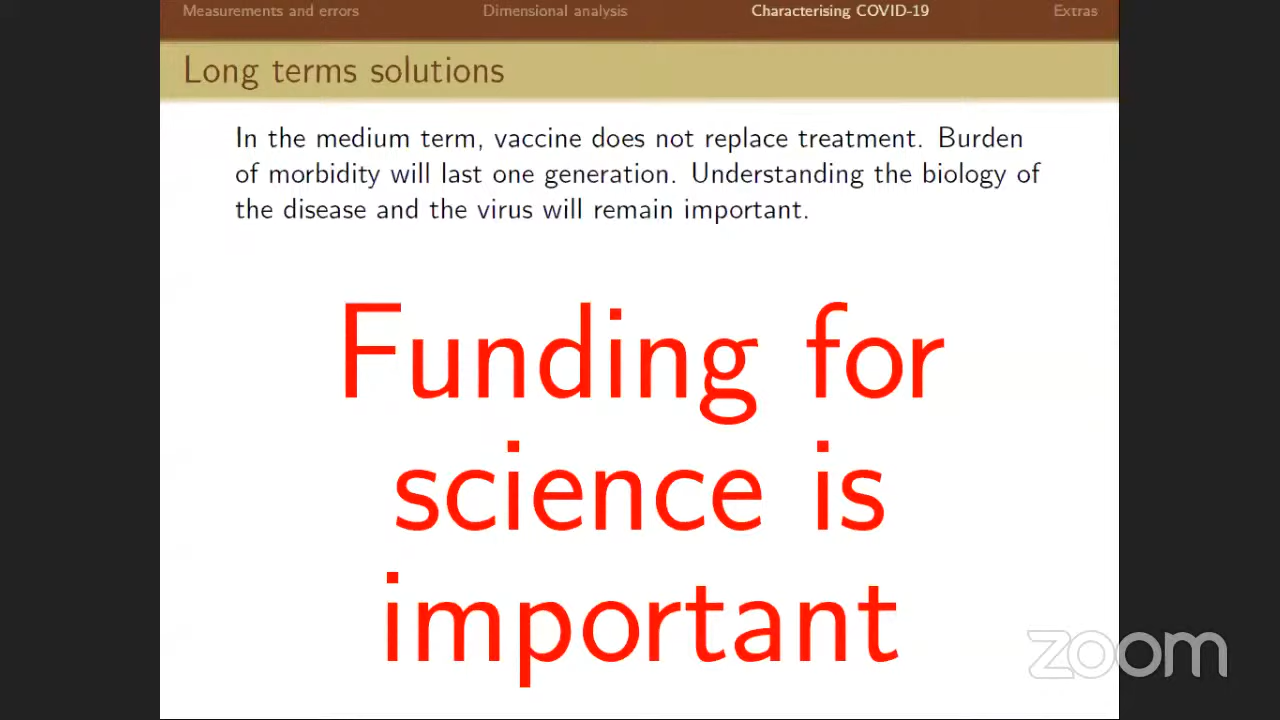 Measurements and errors Dimensional analysis Characterising COVID-19 Extras
Long terms solutions
In the medium term, vaccine does not replace treatment. Burden
of morbidity will last one generation. Understanding the biology of
the disease and the virus will remain important.
Funding for
science is
important
zoom